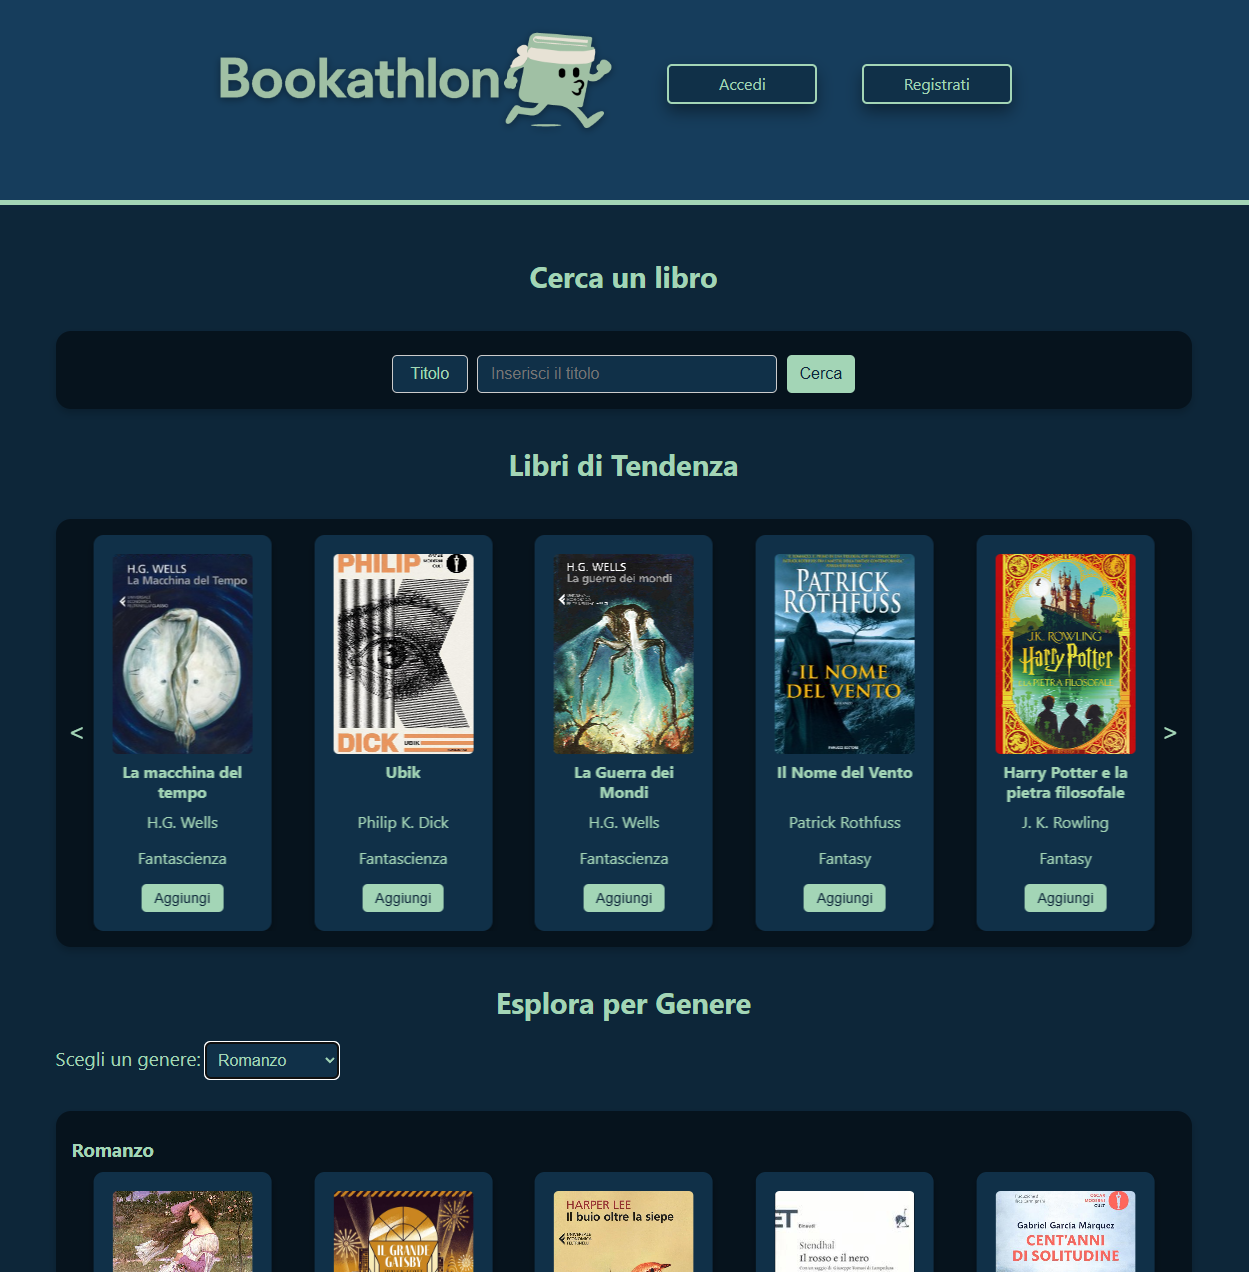 Bookathlon
Accedi
Registrati
Cerca un libro
Titolo
Inserisci il titolo
Cerca
Libri di Tendenza
<
H.G. WELLS
La Macchina del Tempo
La macchina del
tempo
H.G. Wells
Fantascienza
Aggiungi
PHILIP
DICK
UBIK
Ubik
Philip K. Dick
Fantascienza
Aggiungi
H.G. WELLS
La guerra dei mondi
La Guerra dei
Mondi
H.G. Wells
Fantascienza
Aggiungi
PATRICK
ROTHFUSS
IL NOME
DEL VENTO
Il Nome del Vento
Patrick Rothfuss
Fantasy
Aggiungi
J.K. ROWLING
Harry Potter
PIETRA FILOSOFALE
Harry Potter e la
pietra filosofale
J. K. Rowling
Fantasy
Aggiungi
>
Esplora per Genere
Scegli un genere:
Romanzo
Romanzo
IL GRANDE
GATSBY
HARPER LEE
Il buio oltre la siepe
ET
Einaudi
Stendhal
Il rosso e il nero
OSCAR
MODERNI
CULT
Gabriel García Márquez
CENT'ANNI
DI SOLITUDINE